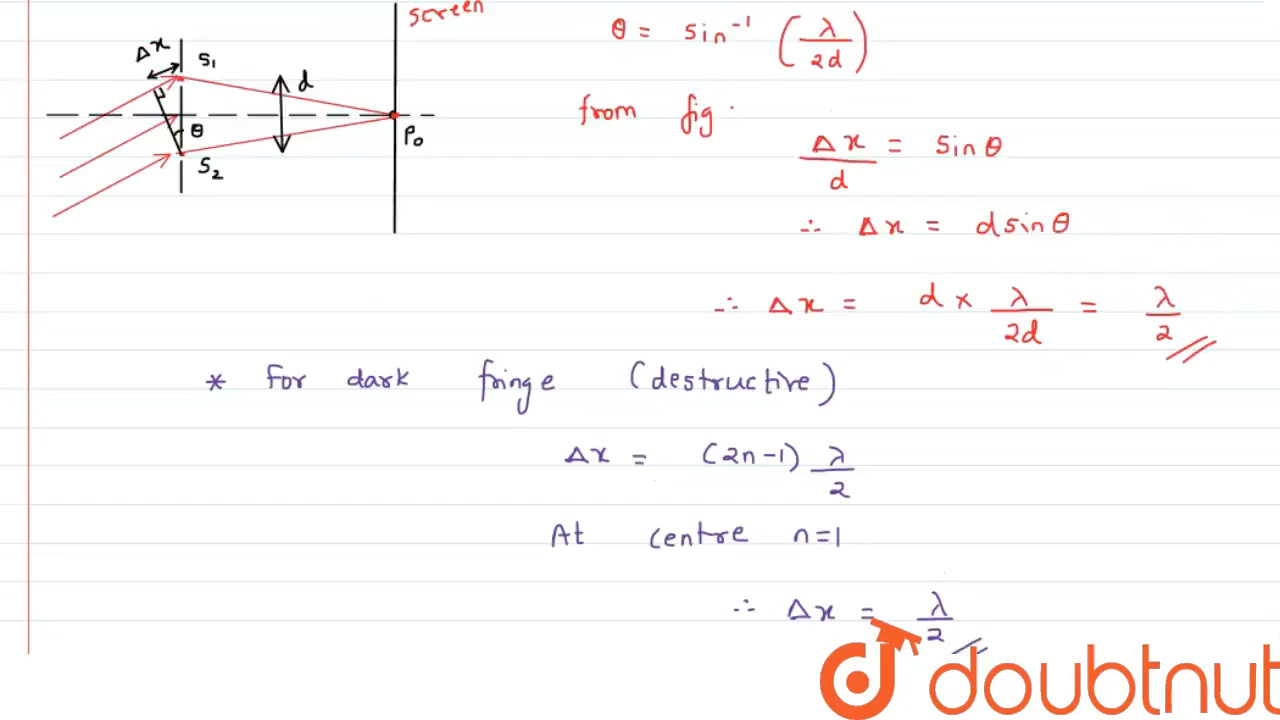 screen
Δx
S₁
d
θ
P₀
S₂
θ = sin⁻¹ (λ/2d)
from fig.
Δx/d = sinθ
∴ Δx = d sinθ
∴ Δx = d × λ/2d = λ/2
* For dark fringe (destructive)
Δx = (2n-1) λ/2
At centre n=1
∴ Δx = λ/2
doubtnut